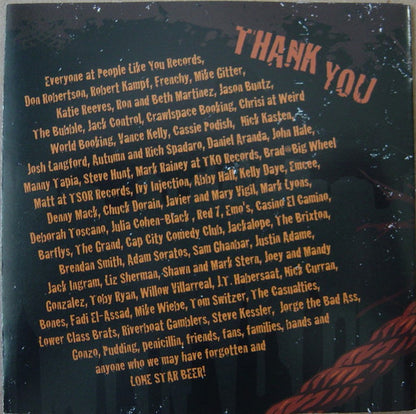 THANK YOU
Everyone at People Like You Records,
Don Robertson, Robert Kampf, Frenchy, Mike Gitter,
Katie Reeves, Ron and Beth Martinez, Jason Buntz,
The Bubble, Jack Control, Crawlspace Booking, Chrisi at Weird
World Booking, Vance Kelly, Cassie Podish, Nick Kasten,
Josh Langford, Autumn and Rich Spadaro, Daniel Aranda, John Hale,
Manny Tapia, Steve Hunt, Mark Rainey at TKO Records, Brad-Big Wheel
Matt at TSOR Records, Ivy Injection, Abby Hall, Kelly Daye, Emcee,
Denny Mack, Chuck Dorain, Javier and Mary Vigil, Mark Lyons,
Deborah Toscano, Julia Cohen-Black, Red 7, Emo's, Casino El Camino,
Barflys, The Grand, Cap City Comedy Club, Jackalope, The Brixton,
Brendan Smith, Adam Soratos, Sam Ghanbar, Justin Adame,
Jack Ingram, Liz Sherman, Shawn and Mark Stern, Joey and Mandy
Gonzalez, Toby Ryan, Willow Villarreal, J.T. Habersaat, Nick Curran,
Bones, Fadi El-Assad, Mike Wiebe, Tom Switzer, The Casualties,
Lower Class Brats, Riverboat Gamblers, Steve Kessler, Jorge the Bad Ass,
Gonzo, Pudding, penicillin, friends, fans, families, bands and
anyone who we may have forgotten and
LONE STAR BEER!